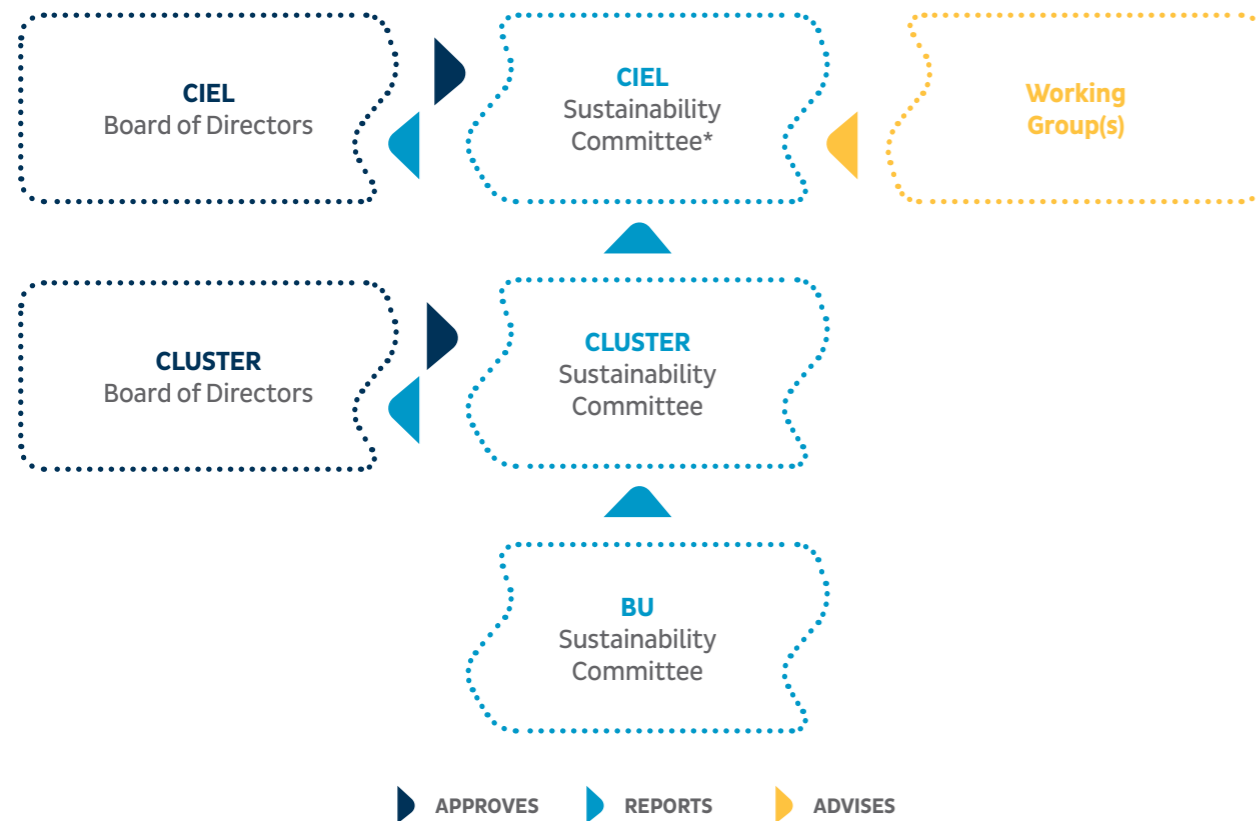 CIEL
Board of Directors
CIEL
Sustainability
Committee*
Working
Group(s)
CLUSTER
Board of Directors
CLUSTER
Sustainability
Committee
BU
Sustainability
Committee
APPROVES
REPORTS
ADVISES